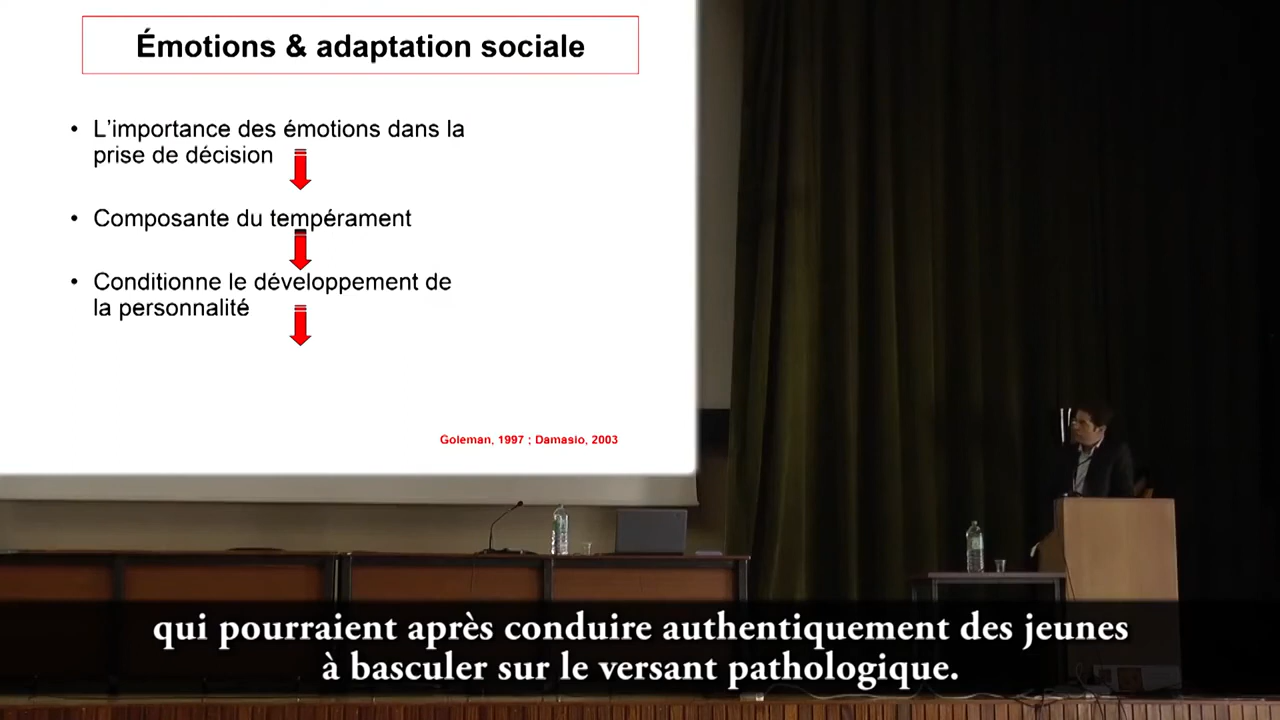 Émotions & adaptation sociale
• L’importance des émotions dans la
prise de décision
• Composante du tempérament
• Conditionne le développement de
la personnalité
Goleman, 1997 ; Damasio, 2003
qui pourraient après conduire authentiquement des jeunes
à basculer sur le versant pathologique.